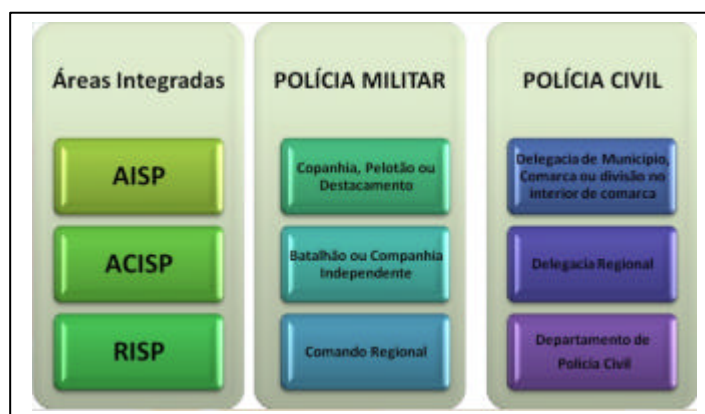 Áreas Integradas
AISP
ACISP
RISP
POLÍCIA MILITAR
Copanhia, Pelotão ou
Destacamento
Batalhão ou Companhia
Independente
Comando Regional
POLÍCIA CIVIL
Delegacia de Município,
Comarca ou divisão no
interior de comarca
Delegacia Regional
Departamento de
Policia Civil